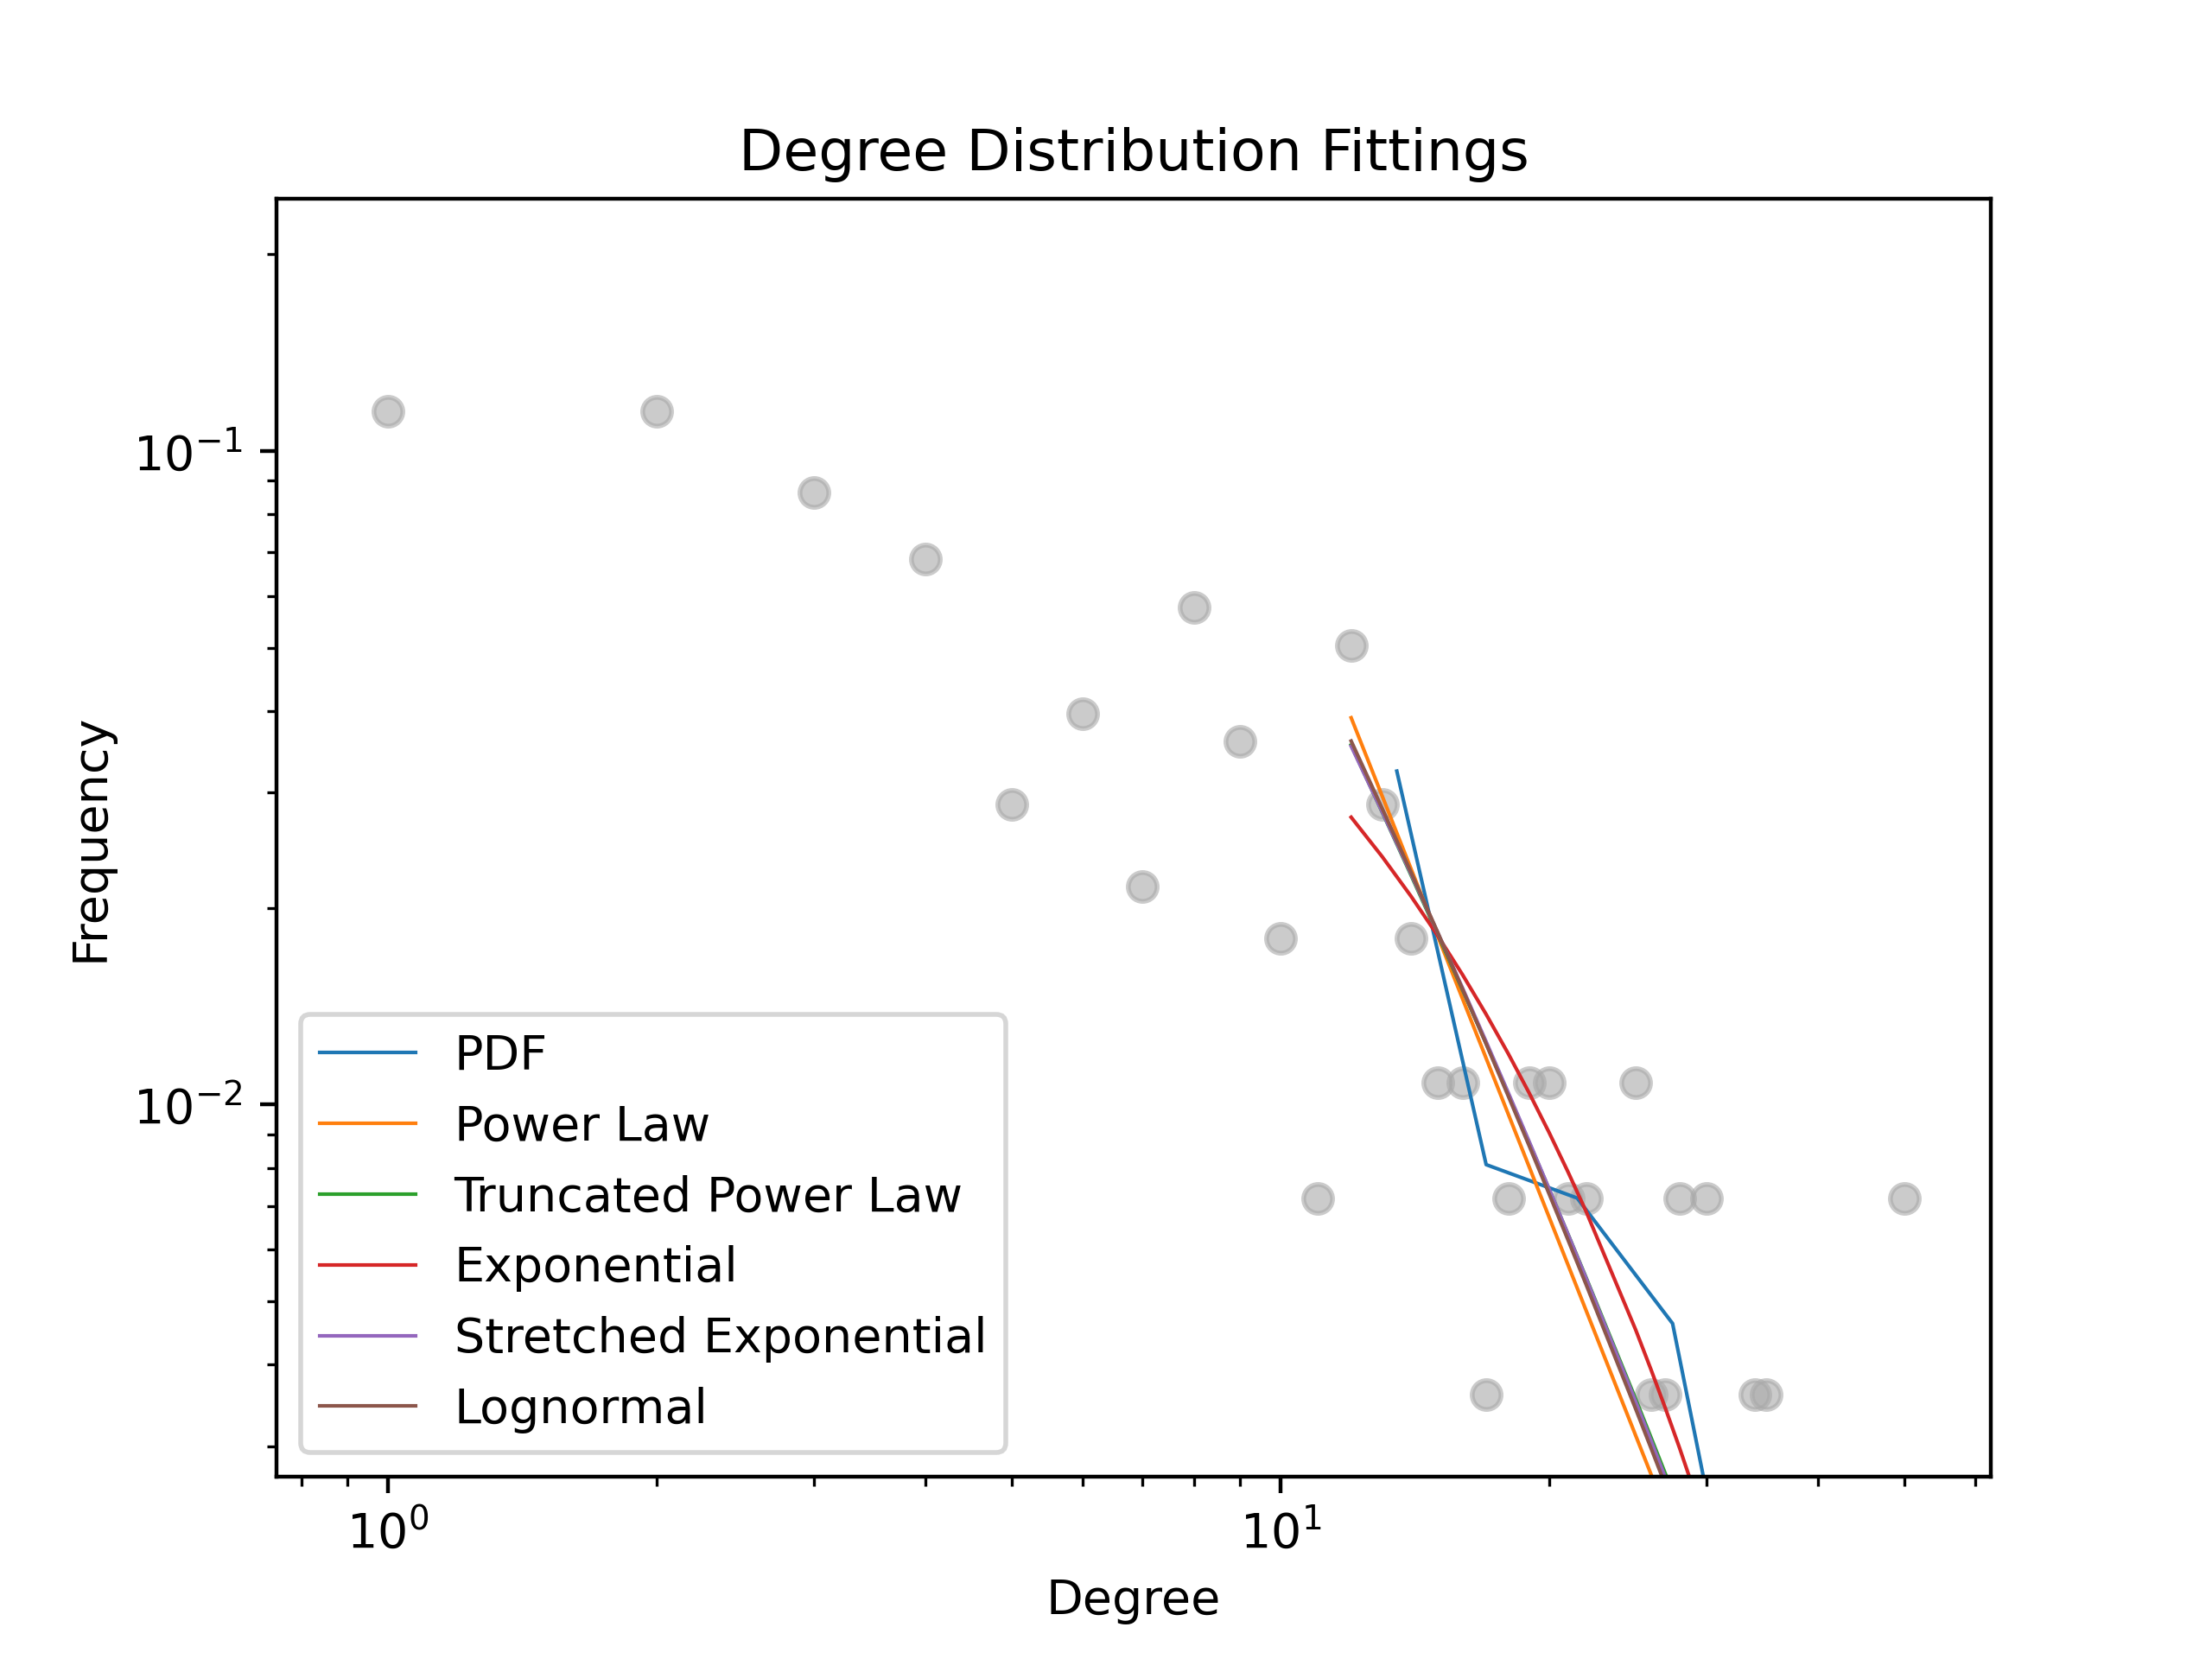 Degree Distribution Fittings
10⁻¹
Frequency
10⁻²
PDF
Power Law
Truncated Power Law
Exponential
Stretched Exponential
Lognormal
10⁰
10¹
Degree